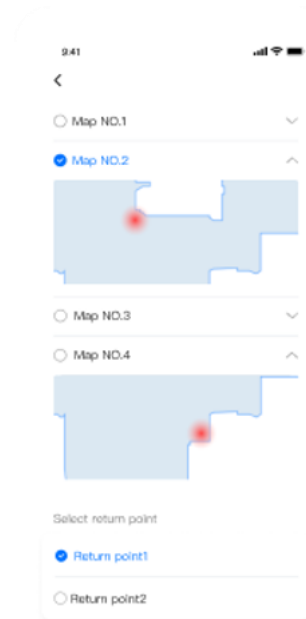 9:41
Map NO.1
Map NO.2
Map NO.3
Map NO.4
Select return point
Return point1
Return point2